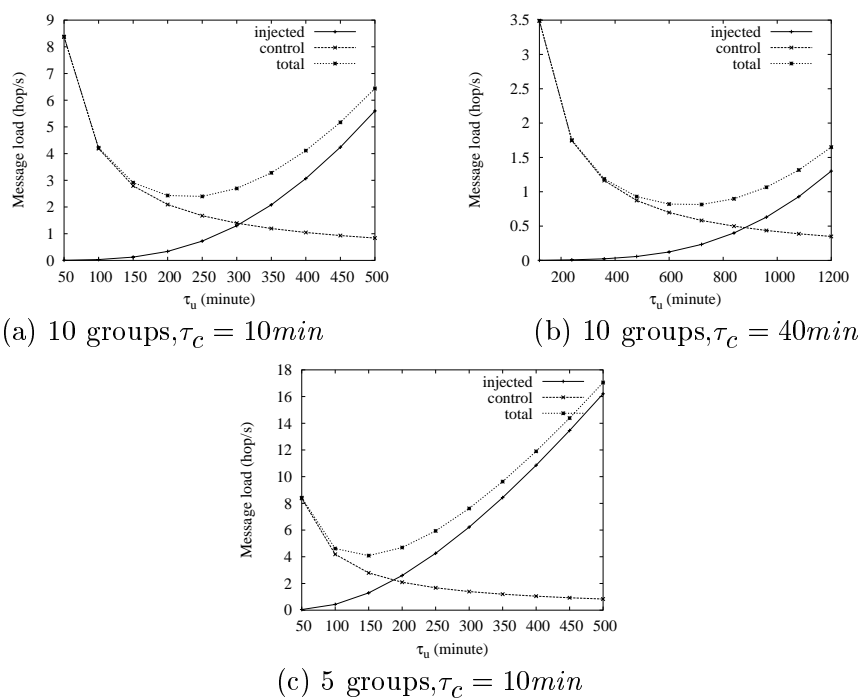 9
8
7
6
5
4
3
2
1
0
Message load (hop/s)
injected
control
total
50 100 150 200 250 300 350 400 450 500
τu (minute)
(a) 10 groups,τc = 10min
3.5
3
2.5
2
1.5
1
0.5
0
Message load (hop/s)
injected
control
total
200 400 600 800 1000 1200
τu (minute)
(b) 10 groups,τc = 40min
18
16
14
12
10
8
6
4
2
0
Message load (hop/s)
injected
control
total
50 100 150 200 250 300 350 400 450 500
τu (minute)
(c) 5 groups,τc = 10min